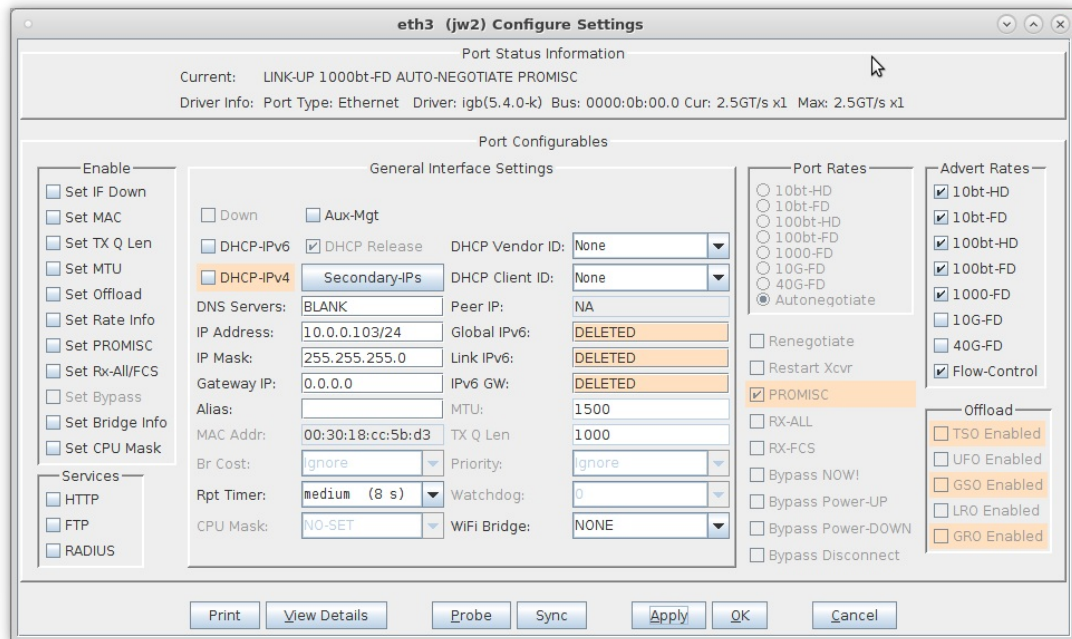 eth3 (jw2) Configure Settings
Port Status Information
Current: LINK-UP 1000bt-FD AUTO-NEGOTIATE PROMISC
Driver Info: Port Type: Ethernet Driver: igb(5.4.0-k) Bus: 0000:0b:00.0 Cur: 2.5GT/s x1 Max: 2.5GT/s x1
Port Configurables
Enable
Set IF Down
Set MAC
Set TX Q Len
Set MTU
Set Offload
Set Rate Info
Set PROMISC
Set Rx-All/FCS
Set Bypass
Set Bridge Info
Set CPU Mask
Services
HTTP
FTP
RADIUS
General Interface Settings
Down Aux-Mgt
DHCP-IPv6 DHCP Release DHCP Vendor ID: None
DHCP-IPv4 Secondary-IPs DHCP Client ID: None
DNS Servers: BLANK Peer IP: NA
IP Address: 10.0.0.103/24 Global IPv6: DELETED
IP Mask: 255.255.255.0 Link IPv6: DELETED
Gateway IP: 0.0.0.0 IPv6 GW: DELETED
Alias: MTU: 1500
MAC Addr: 00:30:18:cc:5b:d3 TX Q Len 1000
Br Cost: Ignore Priority: Ignore
Rpt Timer: medium (8 s) Watchdog: 0
CPU Mask: NO-SET WiFi Bridge: NONE
Port Rates
10bt-HD
10bt-FD
100bt-HD
100bt-FD
1000-FD
10G-FD
40G-FD
Autonegotiate
Renegotiate
Restart Xcvr
PROMISC
RX-ALL
RX-FCS
Bypass NOW!
Bypass Power-UP
Bypass Power-DOWN
Bypass Disconnect
Advert Rates
10bt-HD
10bt-FD
100bt-HD
100bt-FD
1000-FD
10G-FD
40G-FD
Flow-Control
Offload
TSO Enabled
UFO Enabled
GSO Enabled
LRO Enabled
GRO Enabled
Print View Details Probe Sync Apply OK Cancel